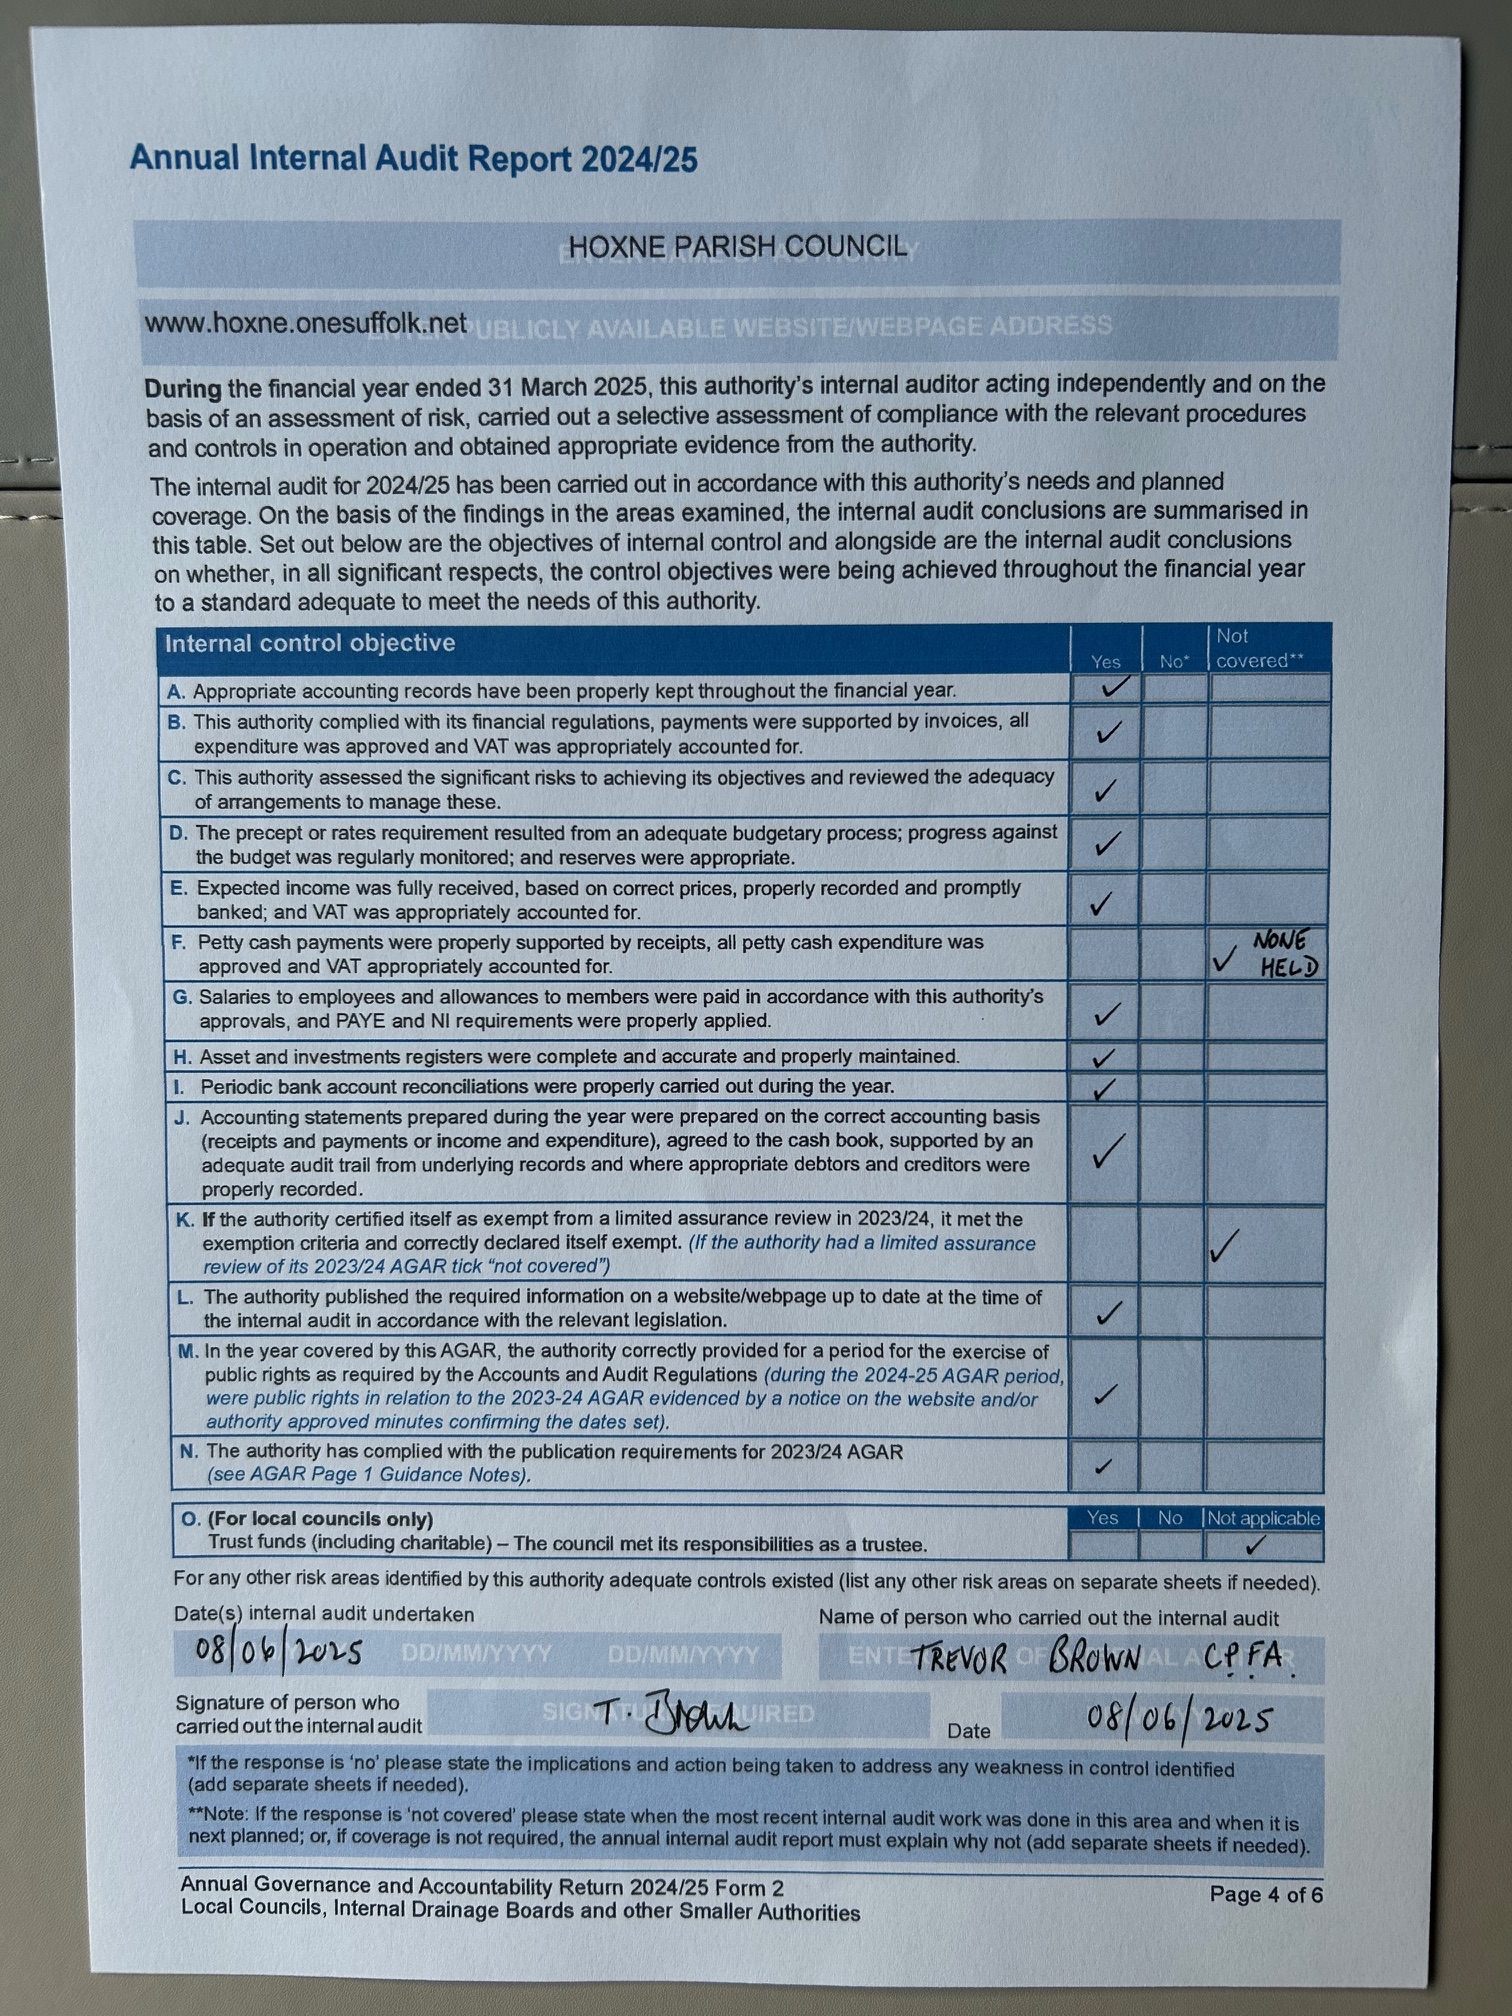 Annual Internal Audit Report 2024/25
HOXNE PARISH COUNCIL
www.hoxne.onesuffolk.net PUBLICLY AVAILABLE WEBSITE/WEBPAGE ADDRESS
During the financial year ended 31 March 2025, this authority's internal auditor acting independently and on the
basis of an assessment of risk, carried out a selective assessment of compliance with the relevant procedures
and controls in operation and obtained appropriate evidence from the authority.
The internal audit for 2024/25 has been carried out in accordance with this authority's needs and planned
coverage. On the basis of the findings in the areas examined, the internal audit conclusions are summarised in
this table. Set out below are the objectives of internal control and alongside are the internal audit conclusions
on whether, in all significant respects, the control objectives were being achieved throughout the financial year
to a standard adequate to meet the needs of this authority.
Internal control objective Yes No* Not covered**
A. Appropriate accounting records have been properly kept throughout the financial year. ✓
B. This authority complied with its financial regulations, payments were supported by invoices, all
expenditure was approved and VAT was appropriately accounted for. ✓
C. This authority assessed the significant risks to achieving its objectives and reviewed the adequacy
of arrangements to manage these. ✓
D. The precept or rates requirement resulted from an adequate budgetary process; progress against
the budget was regularly monitored; and reserves were appropriate. ✓
E. Expected income was fully received, based on correct prices, properly recorded and promptly
banked; and VAT was appropriately accounted for. ✓
F. Petty cash payments were properly supported by receipts, all petty cash expenditure was
approved and VAT appropriately accounted for. ✓ NONE HELD
G. Salaries to employees and allowances to members were paid in accordance with this authority's
approvals, and PAYE and NI requirements were properly applied. ✓
H. Asset and investments registers were complete and accurate and properly maintained. ✓
I. Periodic bank account reconciliations were properly carried out during the year. ✓
J. Accounting statements prepared during the year were prepared on the correct accounting basis
(receipts and payments or income and expenditure), agreed to the cash book, supported by an
adequate audit trail from underlying records and where appropriate debtors and creditors were
properly recorded. ✓
K. If the authority certified itself as exempt from a limited assurance review in 2023/24, it met the
exemption criteria and correctly declared itself exempt. (If the authority had a limited assurance
review of its 2023/24 AGAR tick "not covered") ✓
L. The authority published the required information on a website/webpage up to date at the time of
the internal audit in accordance with the relevant legislation. ✓
M. In the year covered by this AGAR, the authority correctly provided for a period for the exercise of
public rights as required by the Accounts and Audit Regulations (during the 2024-25 AGAR period,
were public rights in relation to the 2023-24 AGAR evidenced by a notice on the website and/or
authority approved minutes confirming the dates set). ✓
N. The authority has complied with the publication requirements for 2023/24 AGAR
(see AGAR Page 1 Guidance Notes). ✓
O. (For local councils only) Yes No Not applicable
Trust funds (including charitable) – The council met its responsibilities as a trustee. ✓
For any other risk areas identified by this authority adequate controls existed (list any other risk areas on separate sheets if needed).
Date(s) internal audit undertaken Name of person who carried out the internal audit
08/06/2025 DD/MM/YYYY DD/MM/YYYY TREVOR BROWN C.P.F.A.
Signature of person who
carried out the internal audit T. Brown Date 08/06/2025
*If the response is 'no' please state the implications and action being taken to address any weakness in control identified
(add separate sheets if needed).
**Note: If the response is 'not covered' please state when the most recent internal audit work was done in this area and when it is
next planned; or, if coverage is not required, the annual internal audit report must explain why not (add separate sheets if needed).
Annual Governance and Accountability Return 2024/25 Form 2
Local Councils, Internal Drainage Boards and other Smaller Authorities
Page 4 of 6